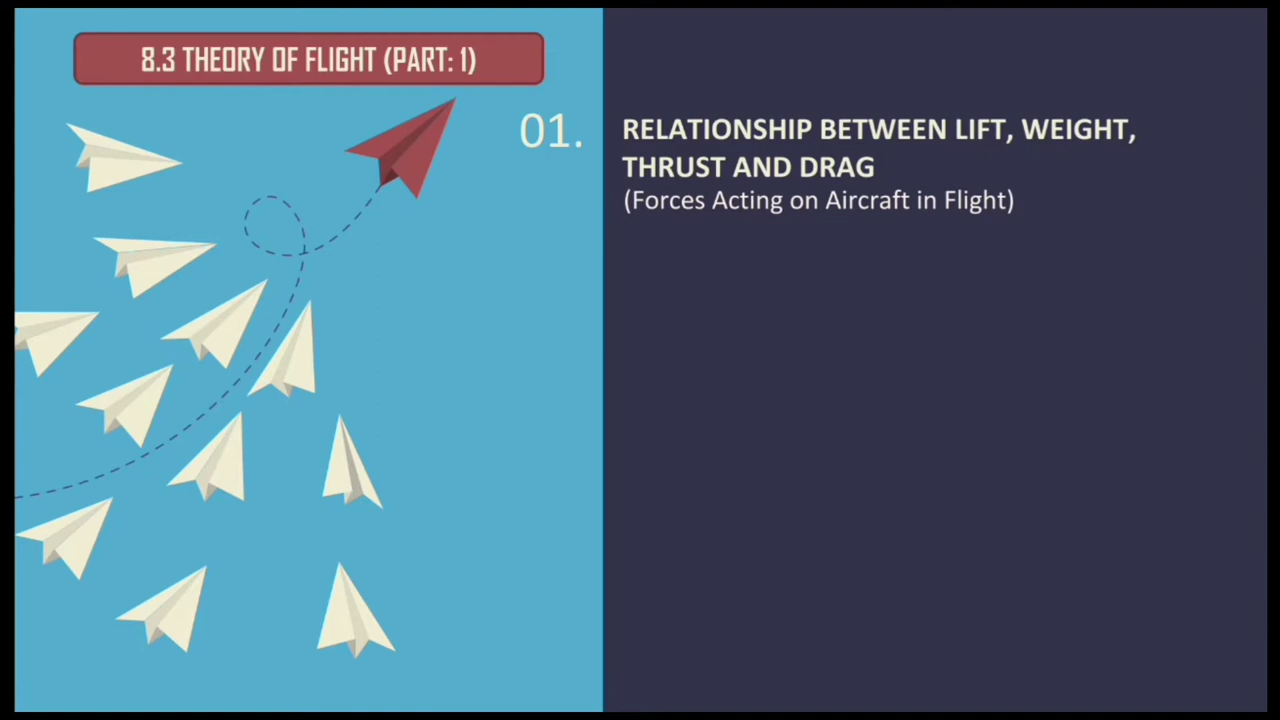 8.3 THEORY OF FLIGHT (PART: 1)
01.
RELATIONSHIP BETWEEN LIFT, WEIGHT,
THRUST AND DRAG
(Forces Acting on Aircraft in Flight)